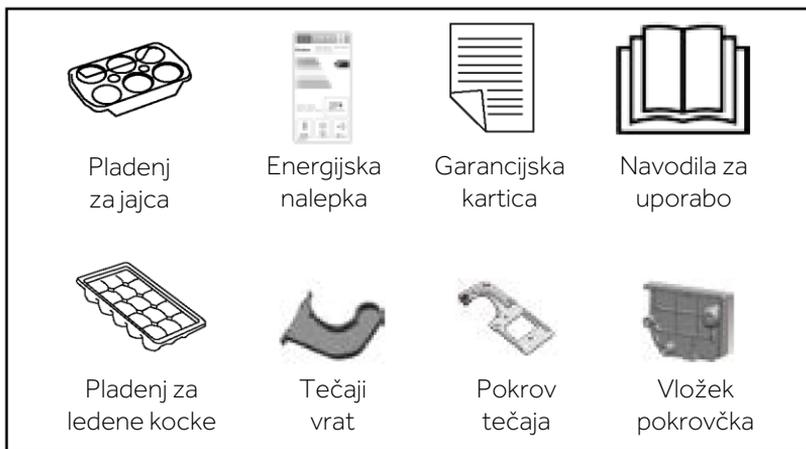 Pladenj
za jajca
Energijska
nalepka
Garancijska
kartica
Navodila za
uporabo
Pladenj za
ledene kocke
Tečaji
vrat
Pokrov
tečaja
Vložek
pokrovčka